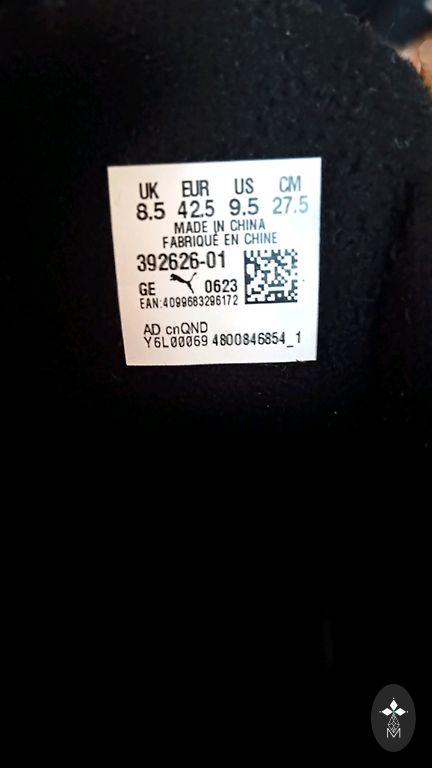 UK EUR US CM
8.5 42.5 9.5 27.5
MADE IN CHINA
FABRIQUÉ EN CHINE
392626-01
GE 0623
EAN:4099683296172
AD cnQND
Y6L00069 4800846854_1
M